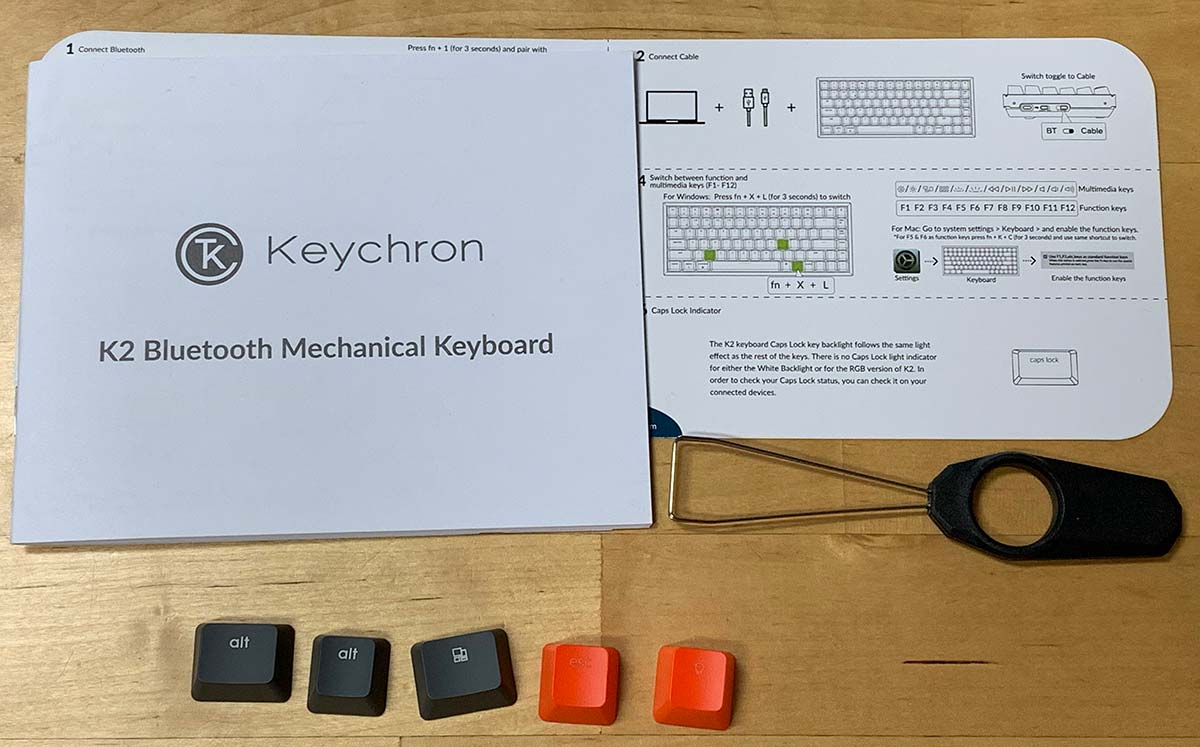 1 Connect Bluetooth
Press fn + 1 (for 3 seconds) and pair with
TK
Keychron
K2 Bluetooth Mechanical Keyboard
2 Connect Cable
Switch toggle to Cable
+
+
BT Cable
4 Switch between function and
multimedia keys (F1- F12)
For Windows: Press fn + X + L (for 3 seconds) to switch
fn + X + L
Multimedia keys
F1 F2 F3 F4 F5 F6 F7 F8 F9 F10 F11 F12 Function keys
For Mac: Go to system settings > Keyboard > and enable the function keys.
*For F5 & F6 as function keys press fn + K + C (for 3 seconds) and use same shortcut to switch.
Settings
Keyboard
Enable the function keys
Caps Lock Indicator
The K2 keyboard Caps Lock key backlight follows the same light
effect as the rest of the keys. There is no Caps Lock light indicator
for either the White Backlight or for the RGB version of K2. In
order to check your Caps Lock status, you can check it on your
connected devices.
caps lock
m
alt
alt
esc